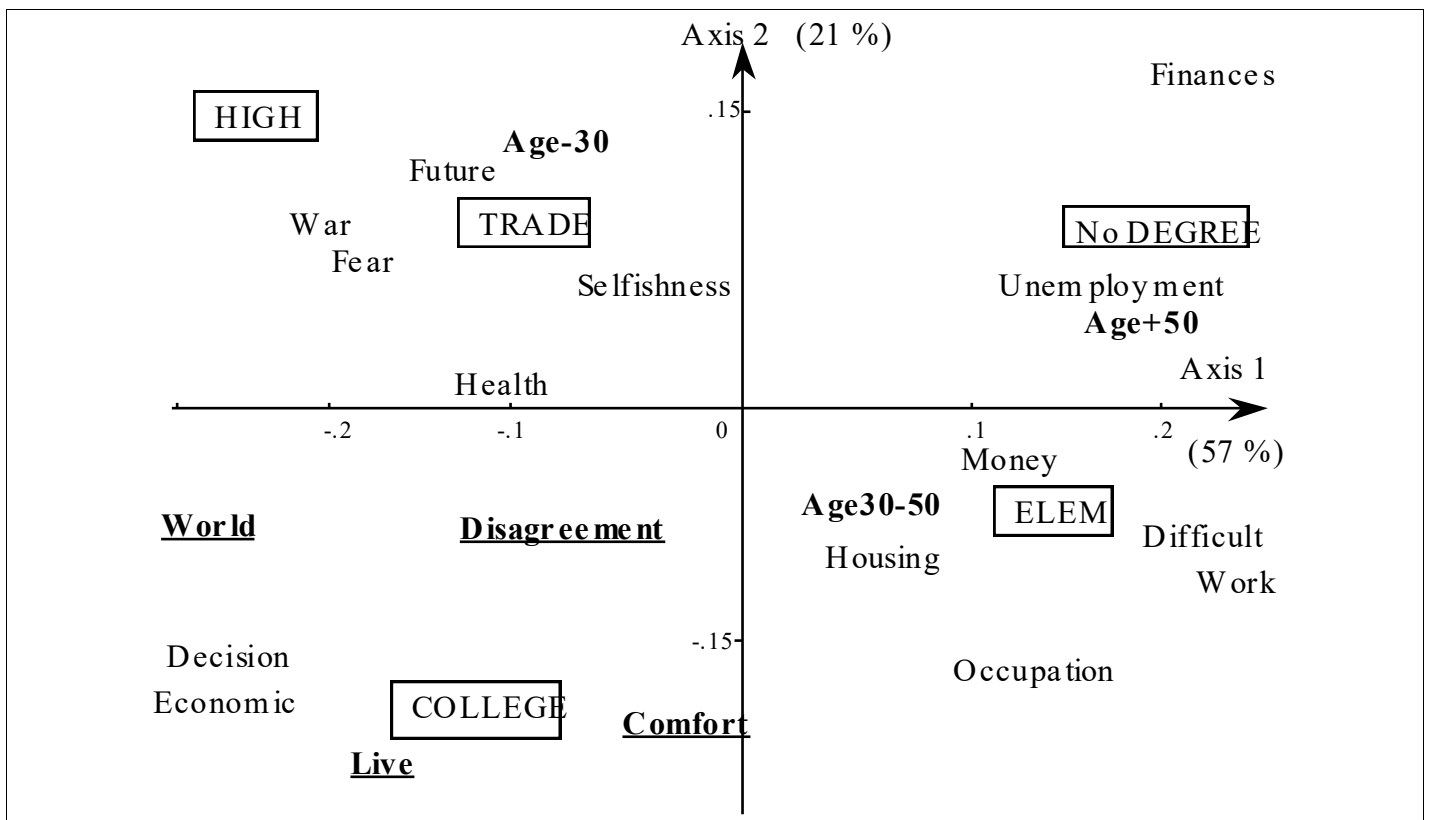 Axis 2 (21 %)
Finances
.15
HIGH
Age-30
Future
War
TRADE
No DEGREE
Fear
Selfishness
Unemployment
Age+50
Axis 1
Health
-.2
-.1
0
.1
.2
(57 %)
Money
Age30-50
ELEM
World
Disagreement
Difficult
Housing
Work
-.15
Decision
Occupation
Economic
COLLEGE
Comfort
Live